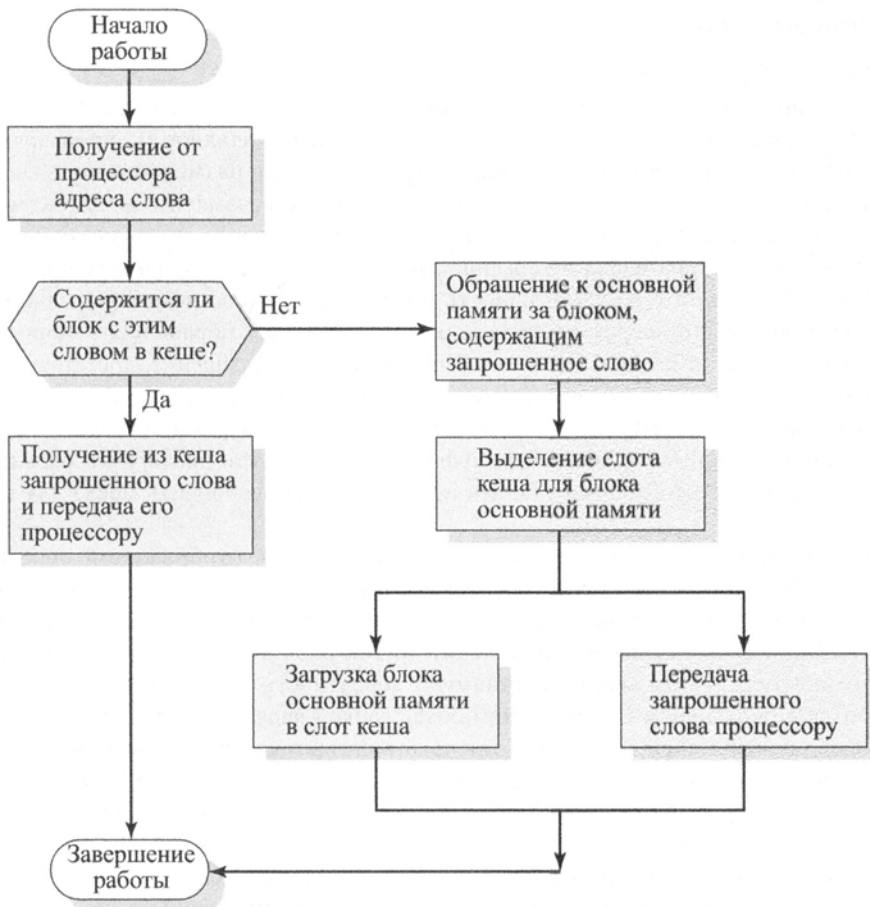 Начало
работы
Получение от
процессора
адреса слова
Содержится ли
блок с этим
словом в кеше?
Нет
Обращение к основной
памяти за блоком,
содержащим
запрошенное слово
Да
Получение из кеша
запрошенного слова
и передача его
процессору
Выделение слота
кеша для блока
основной памяти
Загрузка блока
основной памяти
в слот кеша
Передача
запрошенного
слова процессору
Завершение
работы